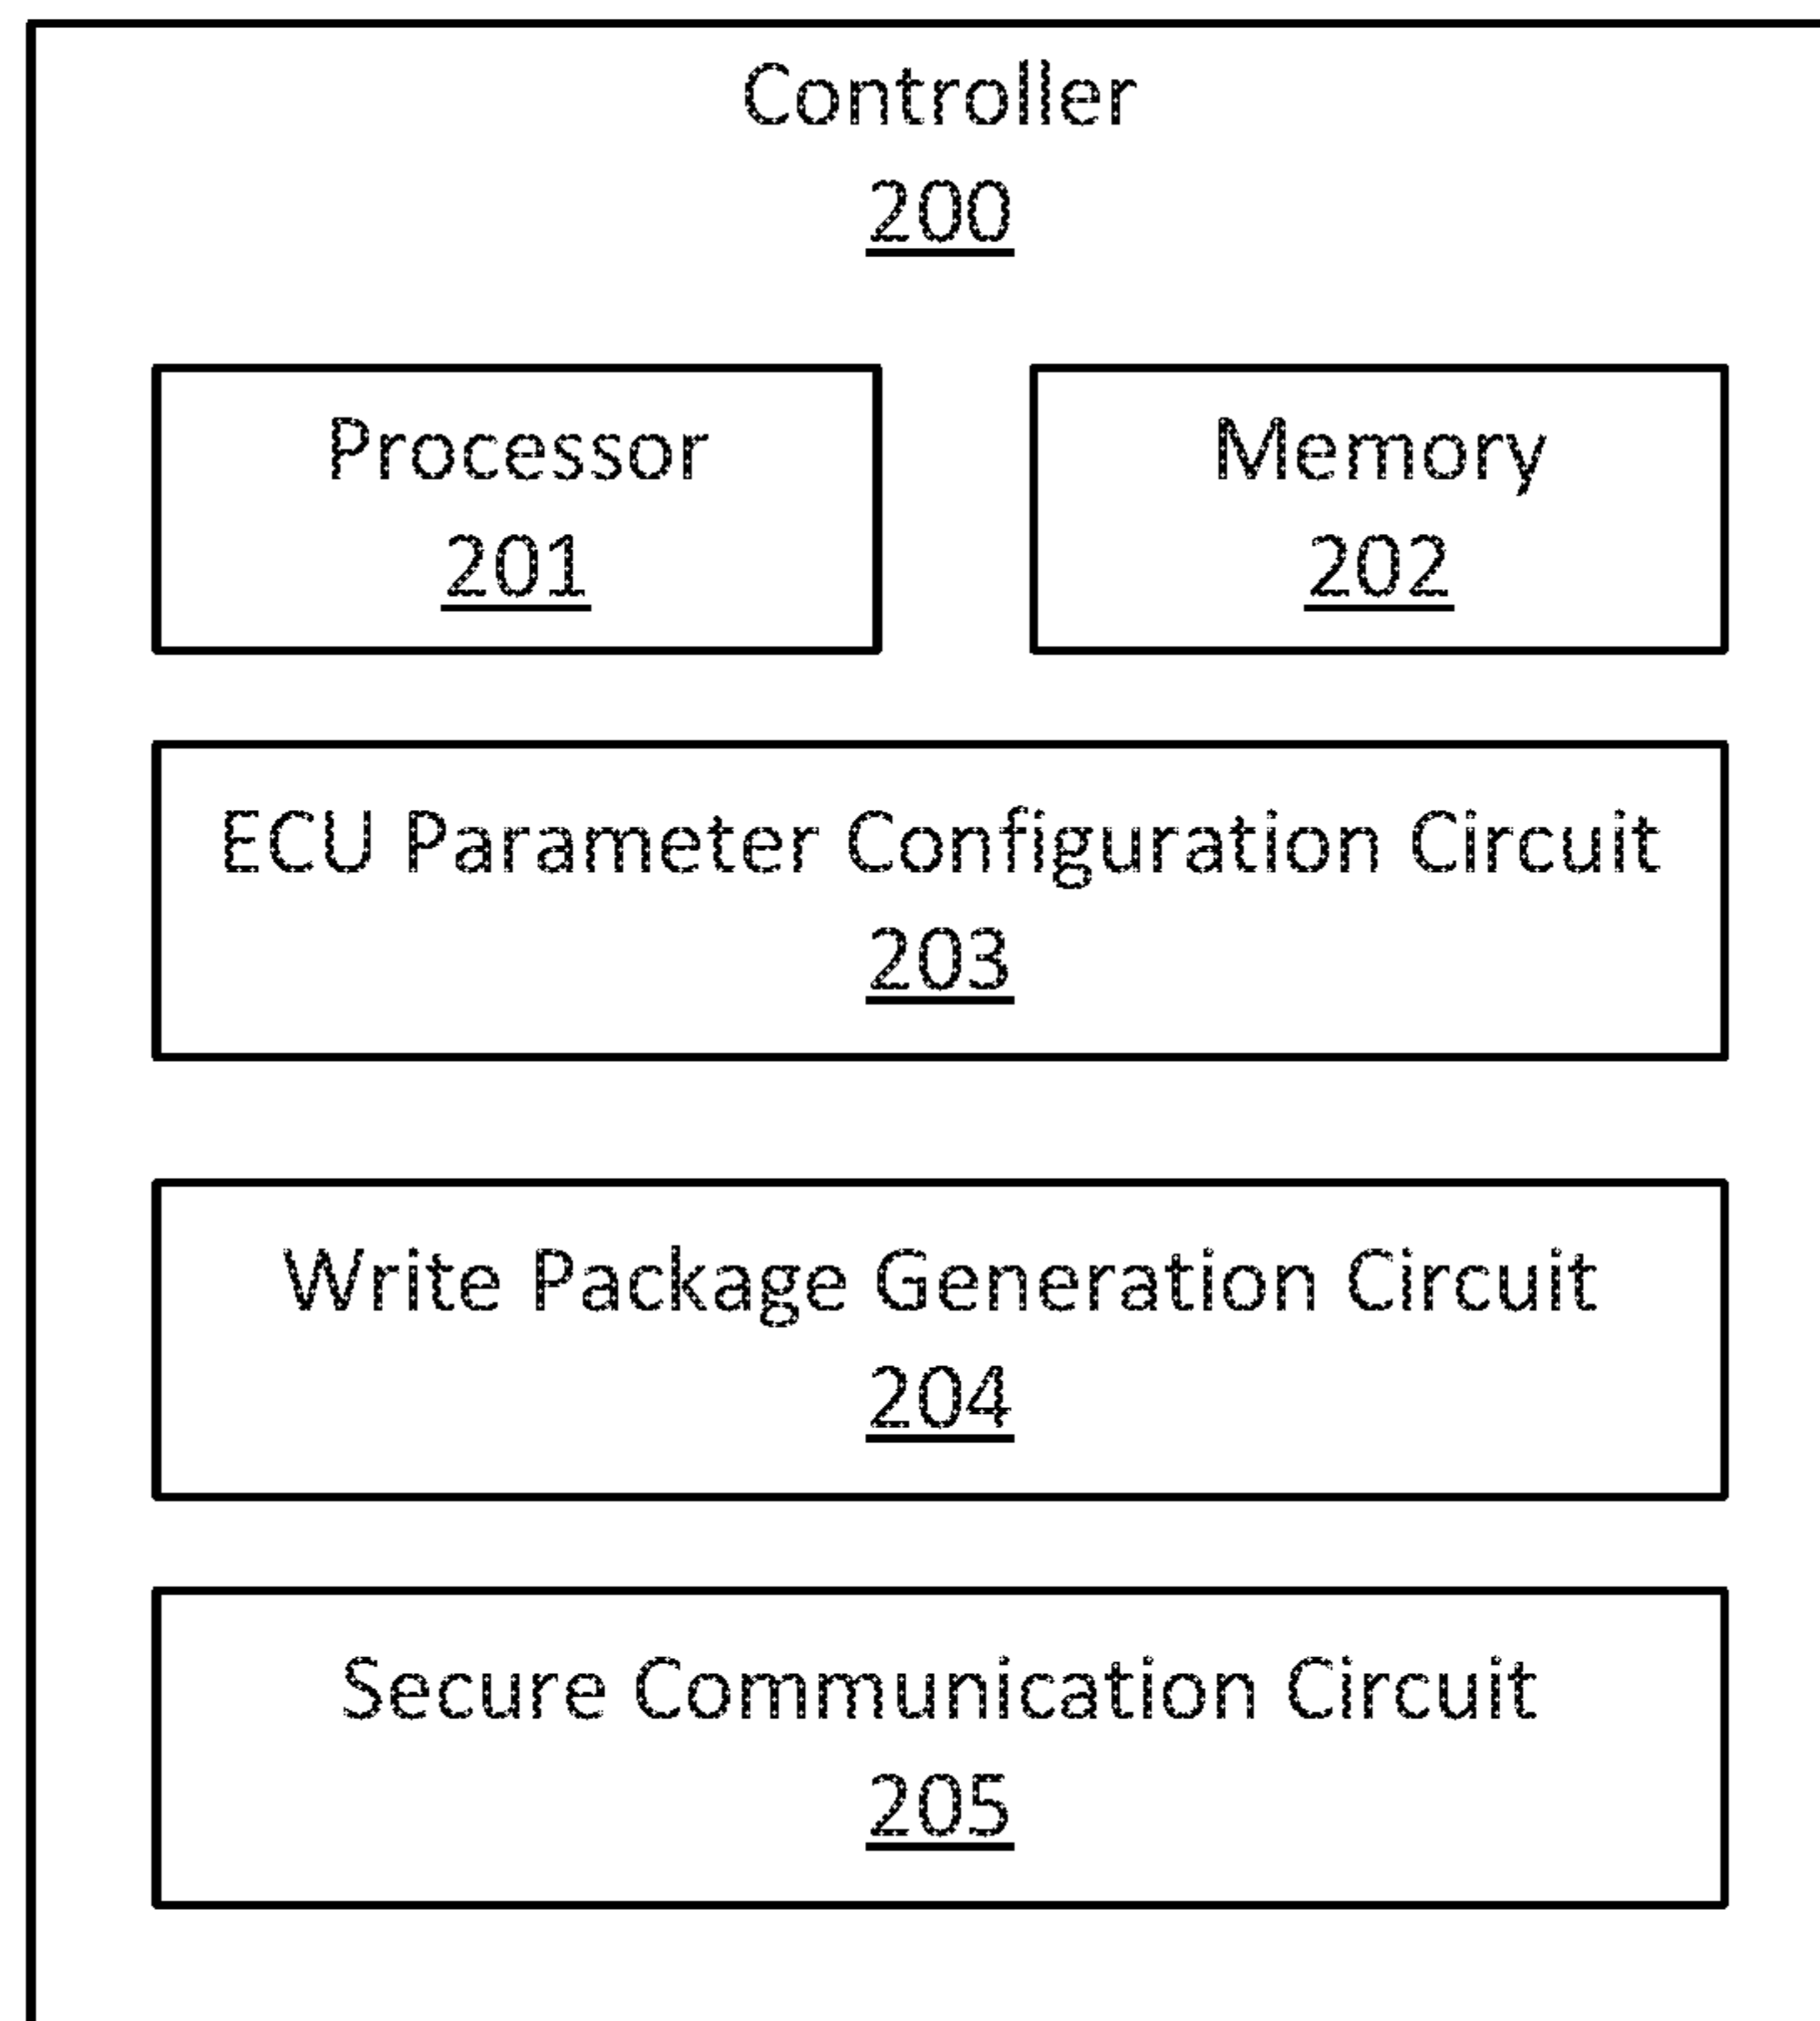 Controller
200
Processor
201
Memory
202
ECU Parameter Configuration Circuit
203
Write Package Generation Circuit
204
Secure Communication Circuit
205